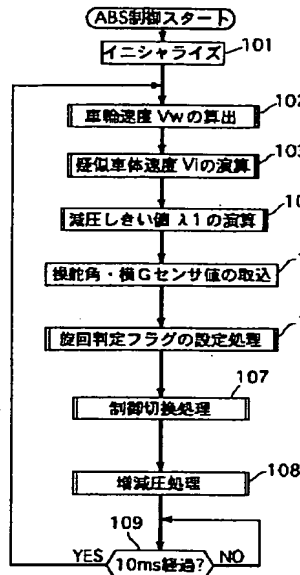 ABS制御スタート
イニシャライズ 101
車輪速度 Vwの算出 102
疑似車体速度 Viの演算 103
減圧しきい値 λ1の演算 10
操舵角・横Gセンサ値の取込
旋回判定フラグの設定処理
107
制御切換処理
増減圧処理 108
109
YES 10ms経過? NO